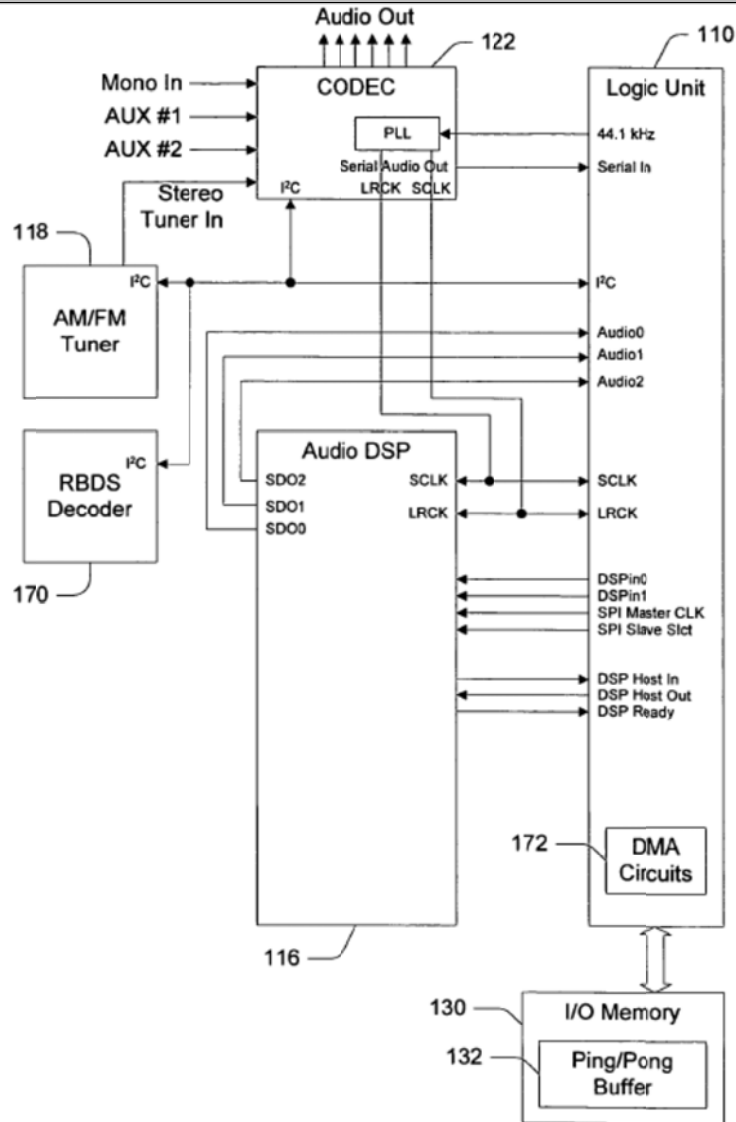 Audio Out
122
110
CODEC
Logic Unit
Mono In
AUX #1
AUX #2
PLL
44.1 kHz
Serial Audio Out
Serial In
I²C
LRCK
SCLK
Stereo
Tuner In
118
I²C
I²C
AM/FM
Tuner
Audio0
Audio1
Audio2
I²C
RBDS
Decoder
170
Audio DSP
SDO2
SCLK
SCLK
SDO1
LRCK
LRCK
SDO0
DSPin0
DSPin1
SPI Master CLK
SPI Slave Slct
DSP Host In
DSP Host Out
DSP Ready
172
DMA
Circuits
116
130
I/O Memory
132
Ping/Pong
Buffer